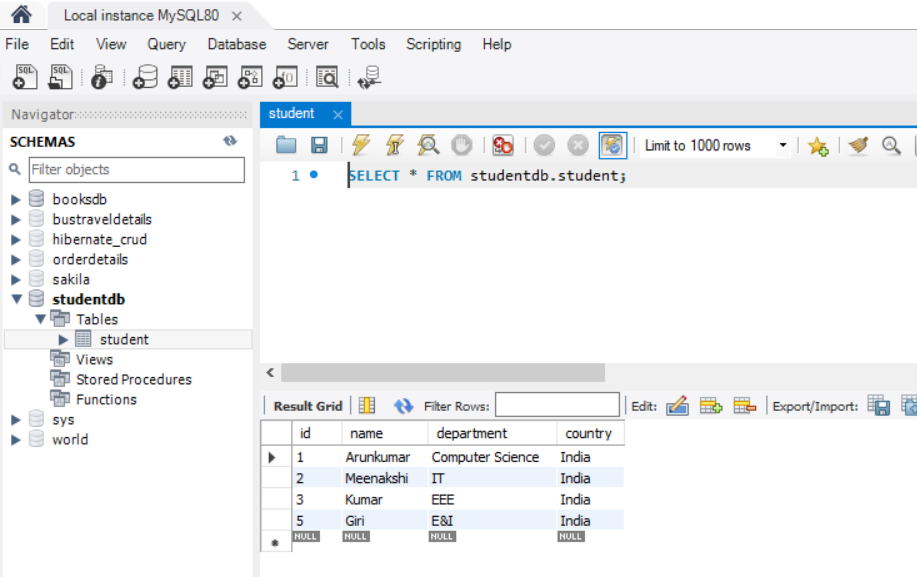 Local instance MySQL80 ×
File Edit View Query Database Server Tools Scripting Help
SQL SQL
Navigator
SCHEMAS
Filter objects
booksdb
bustraveldetails
hibernate_crud
orderdetails
sakila
studentdb
Tables
student
Views
Stored Procedures
Functions
sys
world
student ×
Limit to 1000 rows
1 SELECT * FROM studentdb.student;
Result Grid Filter Rows: Edit: Export/Import:
id name department country
1 Arunkumar Computer Science India
2 Meenakshi IT India
3 Kumar EEE India
5 Giri E&I India
NULL NULL NULL NULL